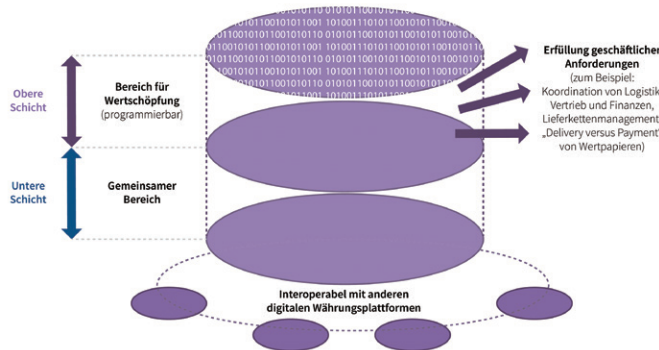 Obere
Schicht
Bereich für
Wertschöpfung
(programmierbar)
Erfüllung geschäftlicher
Anforderungen
(zum Beispiel:
Koordination von Logistik
Vertrieb und Finanzen,
Lieferkettenmanagement
„Delivery versus Payment“
von Wertpapieren)
Untere
Schicht
Gemeinsamer
Bereich
Interoperabel mit anderen
digitalen Währungsplattformen